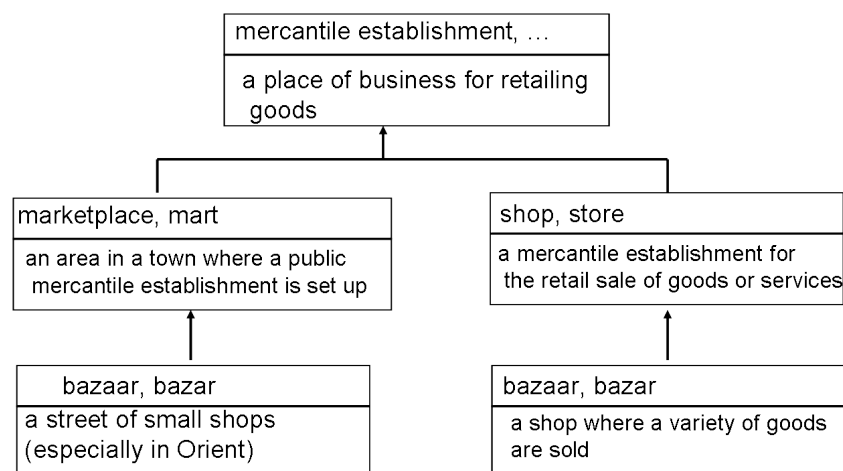 mercantile establishment, ...
a place of business for retailing
goods
marketplace, mart
an area in a town where a public
mercantile establishment is set up
shop, store
a mercantile establishment for
the retail sale of goods or services
bazaar, bazar
a street of small shops
(especially in Orient)
bazaar, bazar
a shop where a variety of goods
are sold